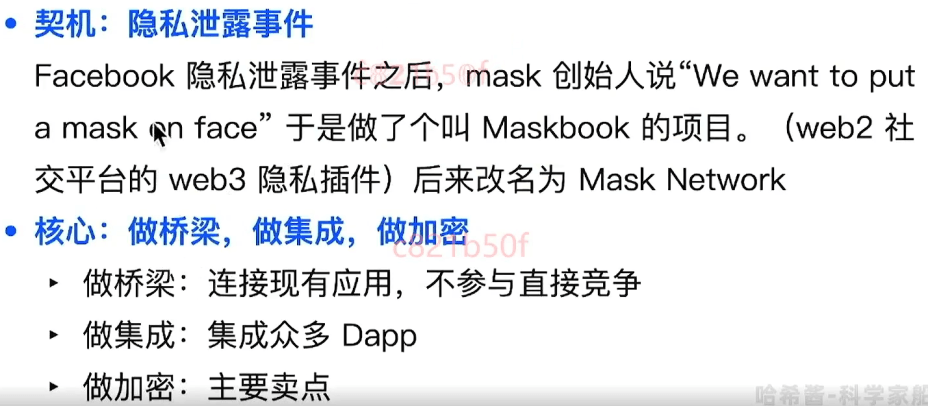 • 契机：隐私泄露事件
Facebook 隐私泄露事件之后，mask 创始人说“We want to put
a mask on face” 于是做了个叫 Maskbook 的项目。（web2 社
交平台的 web3 隐私插件）后来改名为 Mask Network
• 核心：做桥梁，做集成，做加密
c821b50f
‣ 做桥梁：连接现有应用，不参与直接竞争
‣ 做集成：集成众多 Dapp
‣ 做加密：主要卖点
哈希酱-科学家船